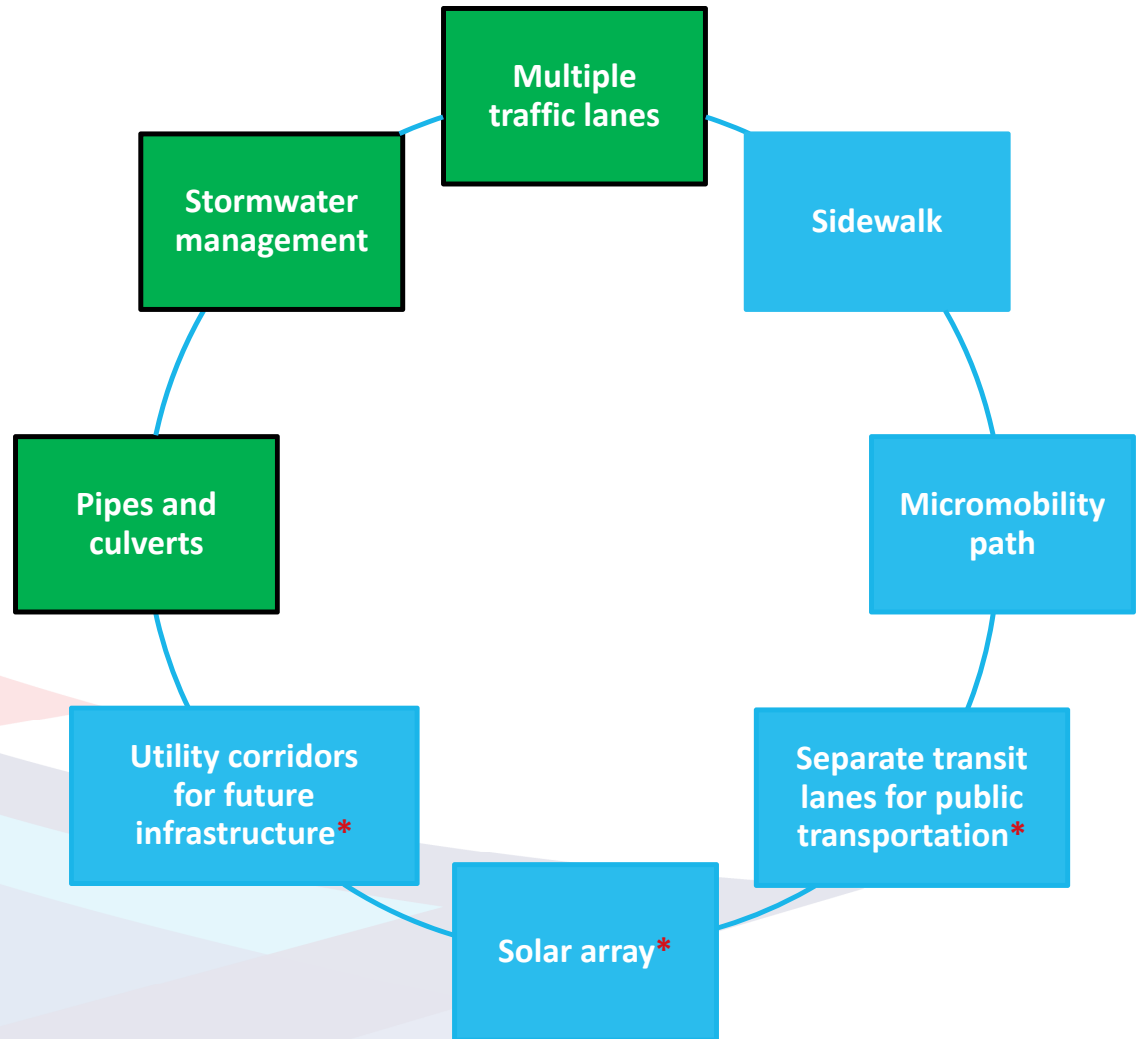 Multiple
traffic lanes
Sidewalk
Micromobility
path
Separate transit
lanes for public
transportation*
Solar array*
Utility corridors
for future
infrastructure*
Pipes and
culverts
Stormwater
management